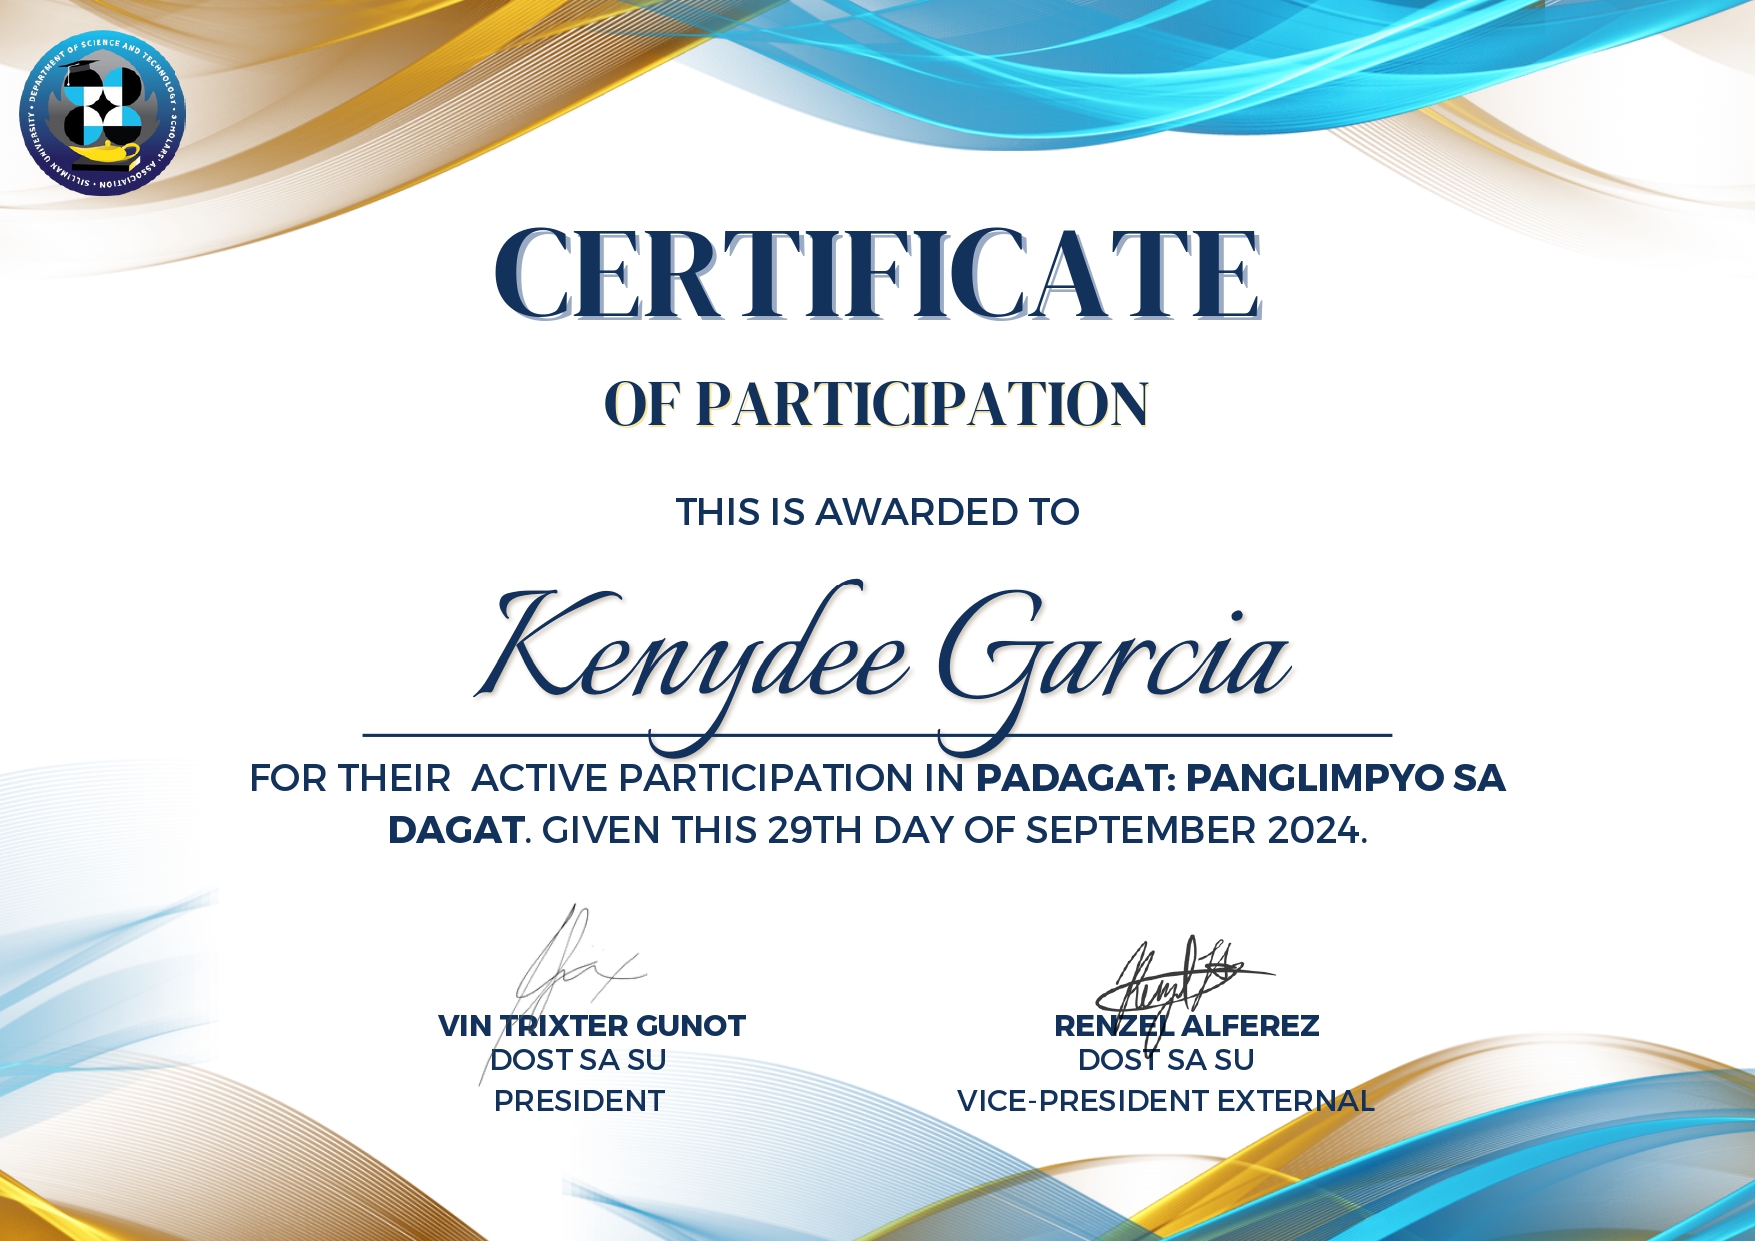 DEPARTMENT OF SCIENCE AND TECHNOLOGY • SCHOLARS' ASSOCIATION • SILLIMAN UNIVERSITY •
CERTIFICATE
OF PARTICIPATION
THIS IS AWARDED TO
Kenydee Garcia
FOR THEIR ACTIVE PARTICIPATION IN PADAGAT: PANGLIMPYO SA
DAGAT. GIVEN THIS 29TH DAY OF SEPTEMBER 2024.
VIN TRIXTER GUNOT
DOST SA SU
PRESIDENT
RENZEL ALFEREZ
DOST SA SU
VICE-PRESIDENT EXTERNAL